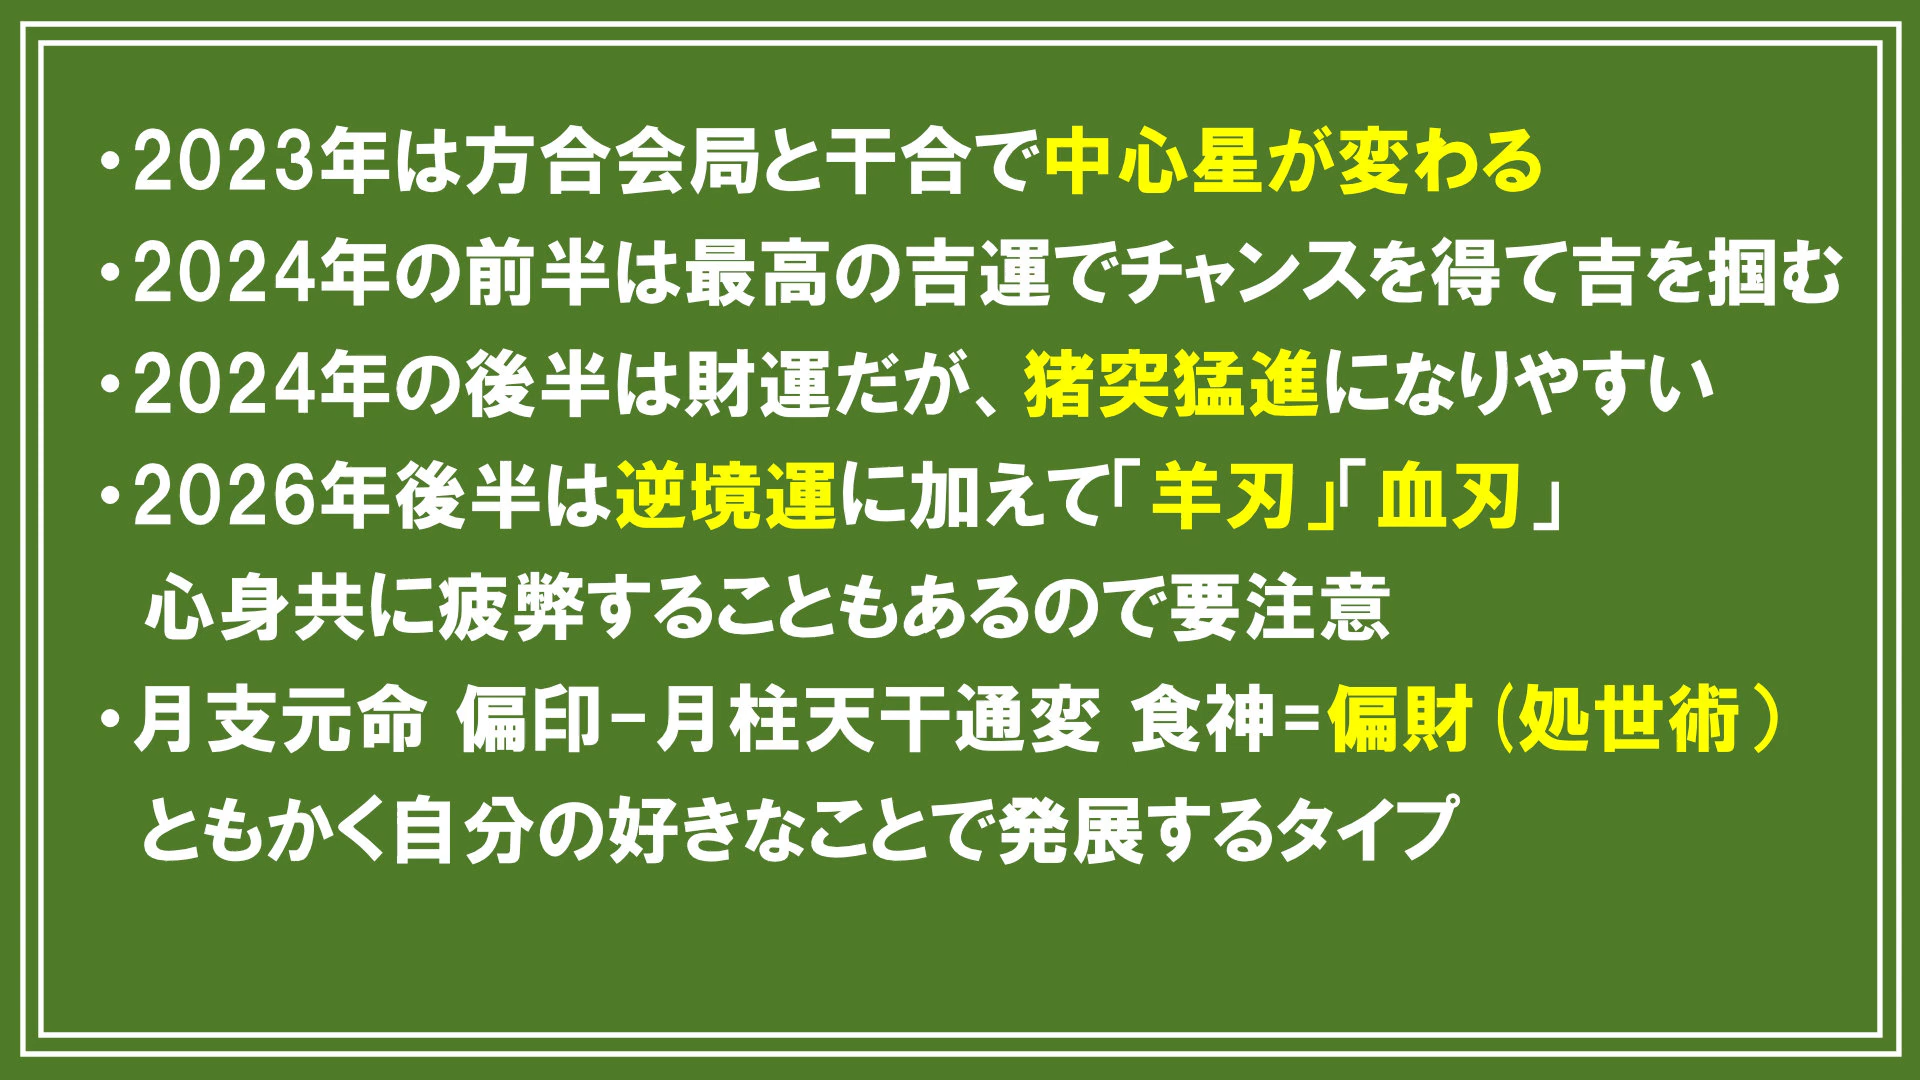 ・2023年は方合会局と干合で中心星が変わる
・2024年の前半は最高の吉運でチャンスを得て吉を掴む
・2024年の後半は財運だが、猪突猛進になりやすい
・2026年後半は逆境運に加えて「羊刃」「血刃」
心身共に疲弊することもあるので要注意
・月支元命 偏印-月柱天干通変 食神=偏財(処世術)
ともかく自分の好きなことで発展するタイプ